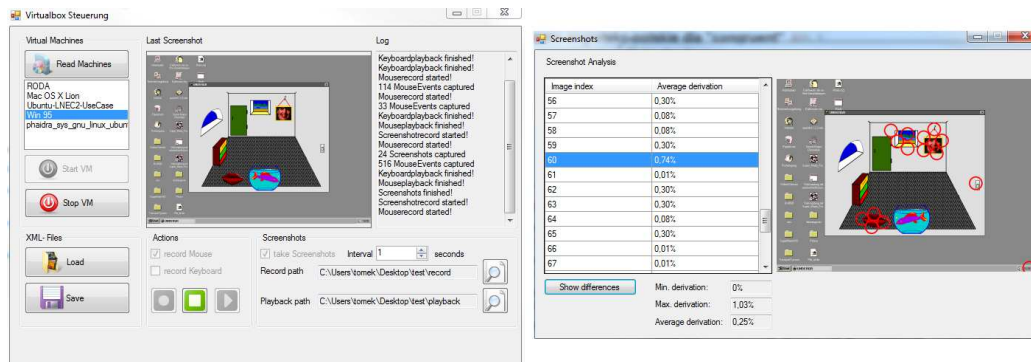 Virtualbox Steuerung
Virtual Machines
Read Machines
RODA
Mac OS X Lion
Ubuntu-LNEC2-UseCase
Win 95
phaidra_sys_gnu_linux_ubun
Start VM
Stop VM
XML- Files
Load
Save
Last Screenshot
Actions
record Mouse
record Keyboard
Log
Keyboardplayback finished!
Keyboardplayback finished!
Mouserecord started!
114 MouseEvents captured
Mouserecord started!
33 MouseEvents captured
Keyboardplayback finished!
Mouseplayback finished!
Screenshotrecord started!
Mouserecord started!
24 Screenshots captured
516 MouseEvents captured
Keyboardplayback finished!
Mouseplayback finished!
Screenshots finished!
Screenshotrecord started!
Mouserecord started!
Screenshots
take Screenshots Interval 1 seconds
Record path C:\Users\tomek\Desktop\test\record
Playback path C:\Users\tomek\Desktop\test\playback
Screenshots
Screenshot Analysis
Image index Average derivation
56 0,30%
57 0,08%
58 0,08%
59 0,30%
60 0,74%
61 0,01%
62 0,30%
63 0,30%
64 0,08%
65 0,30%
66 0,01%
67 0,01%
Show differences
Min. derivation: 0%
Max. derivation: 1,03%
Average derivation: 0,25%